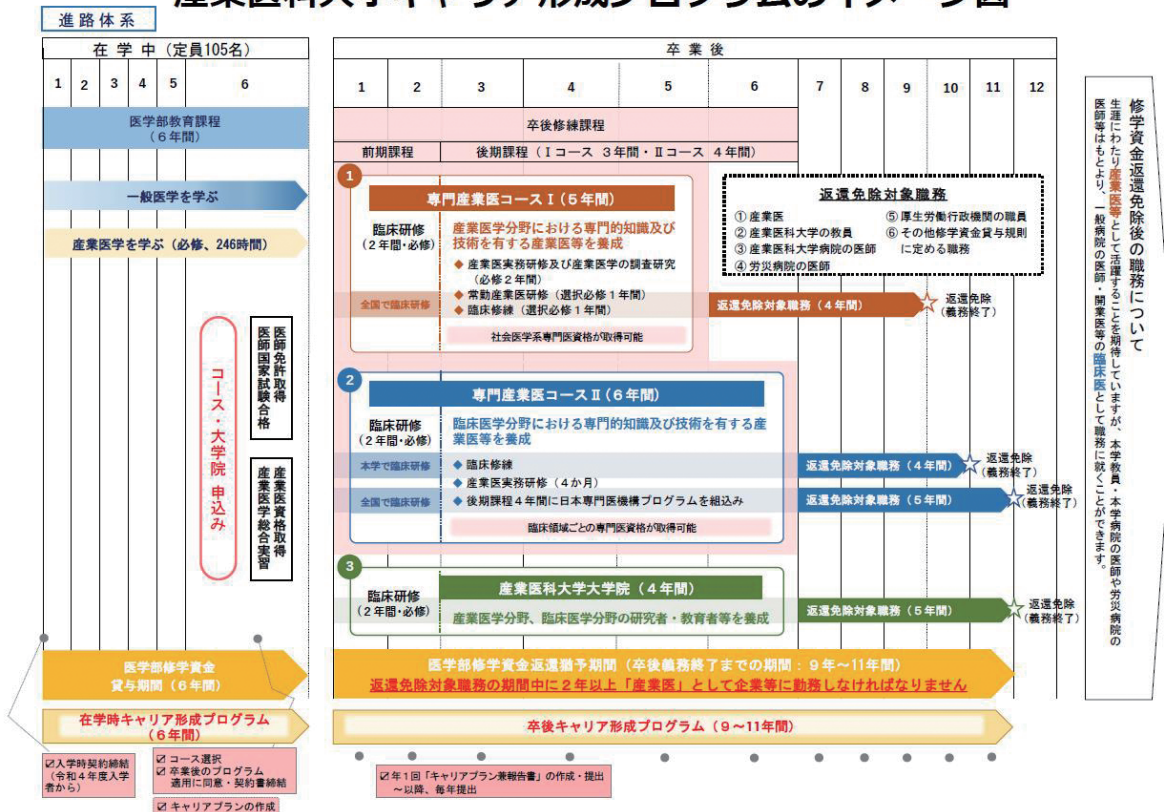 産業医科大学キャリア形成プログラムのイメージ図
進路体系
在学中（定員105名）
1 2 3 4 5 6
医学部教育課程
（６年間）
一般医学を学ぶ
産業医学を学ぶ（必修、246時間）
コース・大学院 申込み
医師免許取得
医師国家試験合格
産業医資格取得
産業医学総合実習
医学部修学資金
貸与期間（６年間）
在学時キャリア形成プログラム
（６年間）
☑入学時契約締結
（令和４年度入学
者から）
☑ コース選択
☑ 卒業後のプログラム
適用に同意・契約書締結
☑ キャリアプランの作成
卒業後
1 2 3 4 5 6 7 8 9 10 11 12
卒後修練課程
前期課程
後期課程（Ⅰコース ３年間・Ⅱコース ４年間）
1
専門産業医コースⅠ（５年間）
臨床研修
（２年間・必修）
産業医学分野における専門的知識及び
技術を有する産業医等を養成
◆ 産業医実務研修及び産業医学の調査研究
（必修２年間）
◆ 常勤産業医研修（選択必修１年間）
◆ 臨床修練（選択必修１年間）
全国で臨床研修
社会医学系専門医資格が取得可能
返還免除対象職務（４年間）
返還免除
（義務終了）
返還免除対象職務
① 産業医
② 産業医科大学の教員
③ 産業医科大学病院の医師
④ 労災病院の医師
⑤ 厚生労働行政機関の職員
⑥ その他修学資金貸与規則
に定める職務
2
専門産業医コースⅡ（６年間）
臨床研修
（２年間・必修）
臨床医学分野における専門的知識及び技術を有する産
業医等を養成
本学で臨床研修
全国で臨床研修
◆ 臨床修練
◆ 産業医実務研修（４か月）
◆ 後期課程４年間に日本専門医機構プログラムを組込み
臨床領域ごとの専門医資格が取得可能
返還免除対象職務（４年間）
返還免除
（義務終了）
返還免除対象職務（５年間）
返還免除
（義務終了）
3
臨床研修
（２年間・必修）
産業医科大学大学院（４年間）
産業医学分野、臨床医学分野の研究者・教育者等を養成
返還免除対象職務（５年間）
返還免除
（義務終了）
医学部修学資金返還猶予期間（卒後義務終了までの期間：９年～11年間）
返還免除対象職務の期間中に２年以上「産業医」として企業等に勤務しなければなりません
卒後キャリア形成プログラム（９～11年間）
☑年１回「キャリアプラン兼報告書」の作成・提出
～以降、毎年提出
修学資金返還免除後の職務について
生涯にわたり産業医等として活躍することを期待していますが、本学教員・本学病院の医師や労災病院の
医師等はもとより、一般病院の医師・開業医等の臨床医として職務に就くことができます。